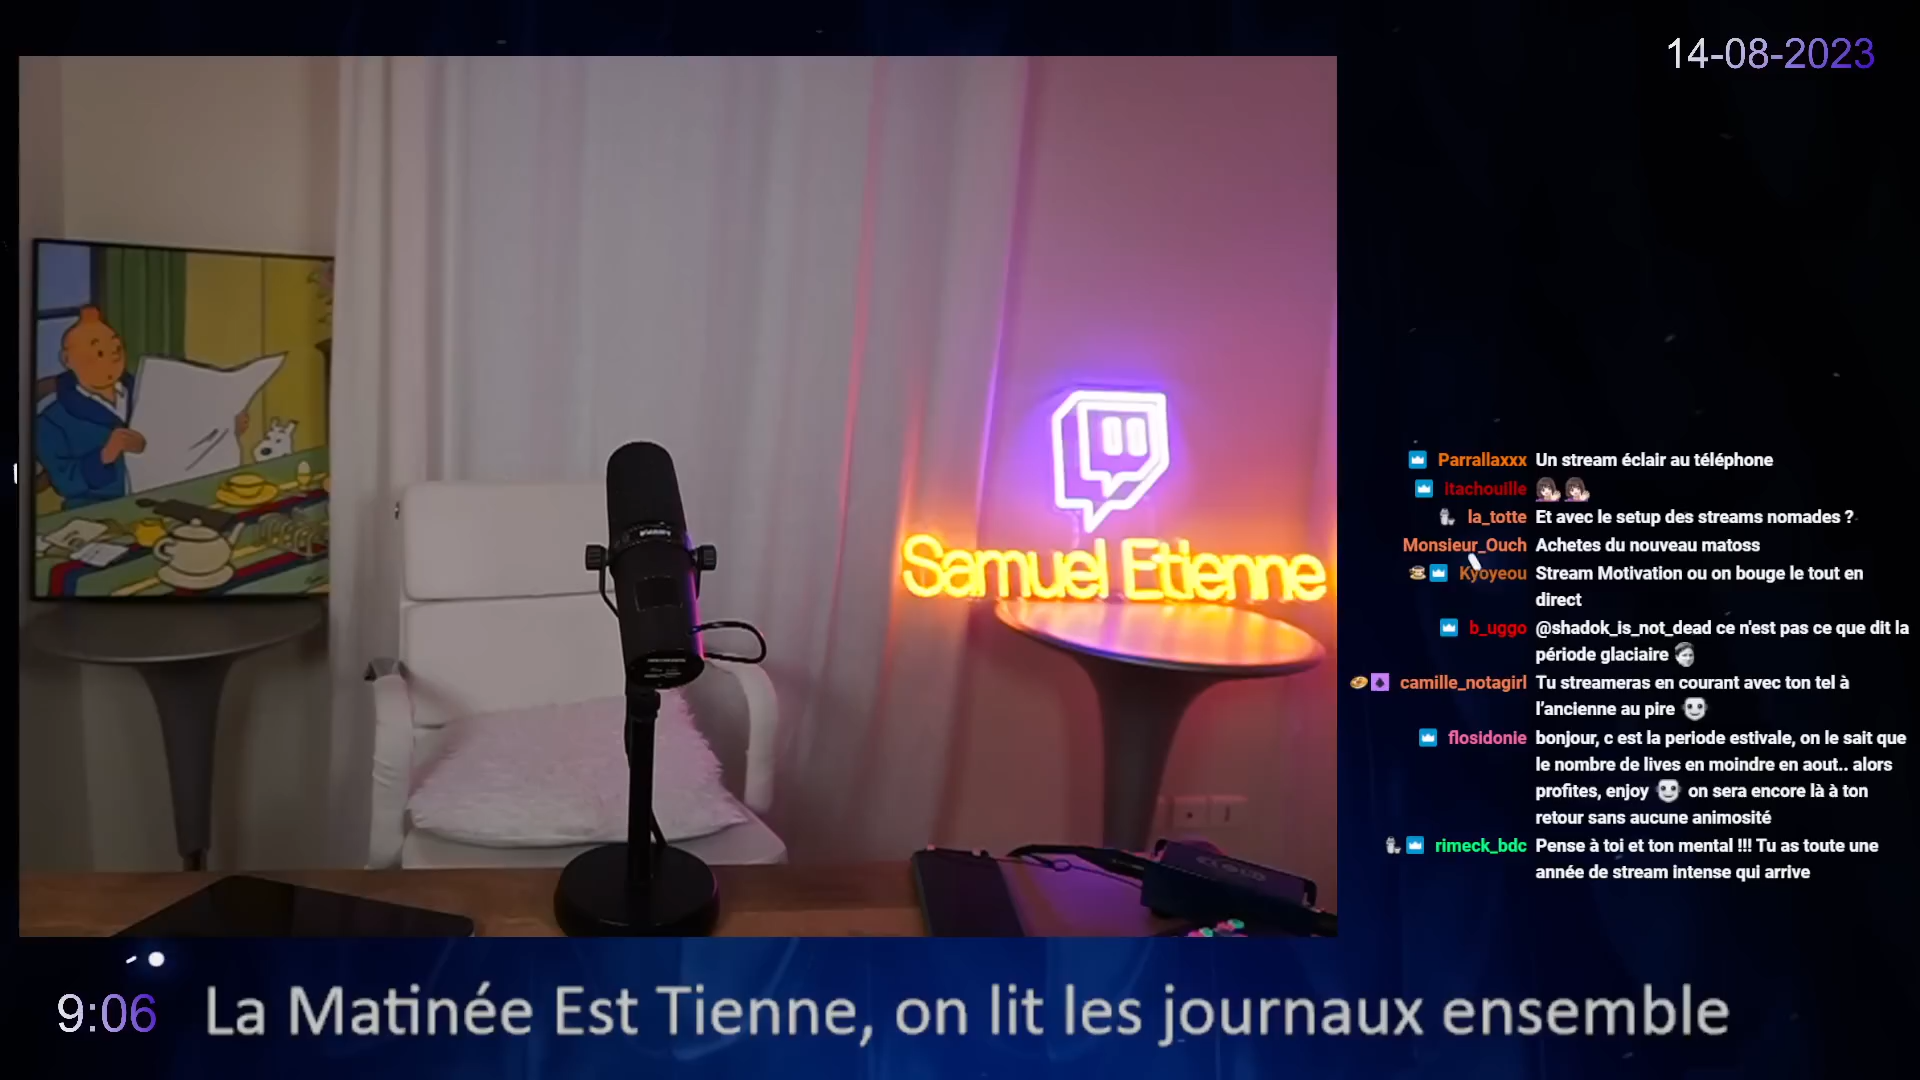 14-08-2023
Samuel Etienne
Parrallaxxx Un stream éclair au téléphone
itachouille
la_totte Et avec le setup des streams nomades ?
Monsieur_Ouch Achetes du nouveau matoss
Kyoyeou Stream Motivation ou on bouge le tout en
direct
b_uggo @shadok_is_not_dead ce n'est pas ce que dit la
période glaciaire
camille_notagirl Tu streameras en courant avec ton tel à
l'ancienne au pire
flosidonie bonjour, c est la periode estivale, on le sait que
le nombre de lives en moindre en aout.. alors
profites, enjoy on sera encore là à ton
retour sans aucune animosité
rimeck_bdc Pense à toi et ton mental !!! Tu as toute une
année de stream intense qui arrive
9:06 La Matinée Est Tienne, on lit les journaux ensemble